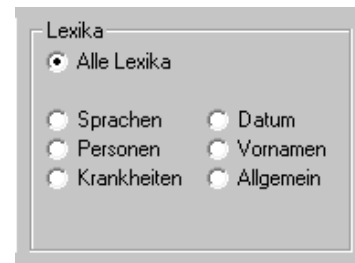 Lexika
Alle Lexika
Sprachen Datum
Personen Vornamen
Krankheiten Allgemein